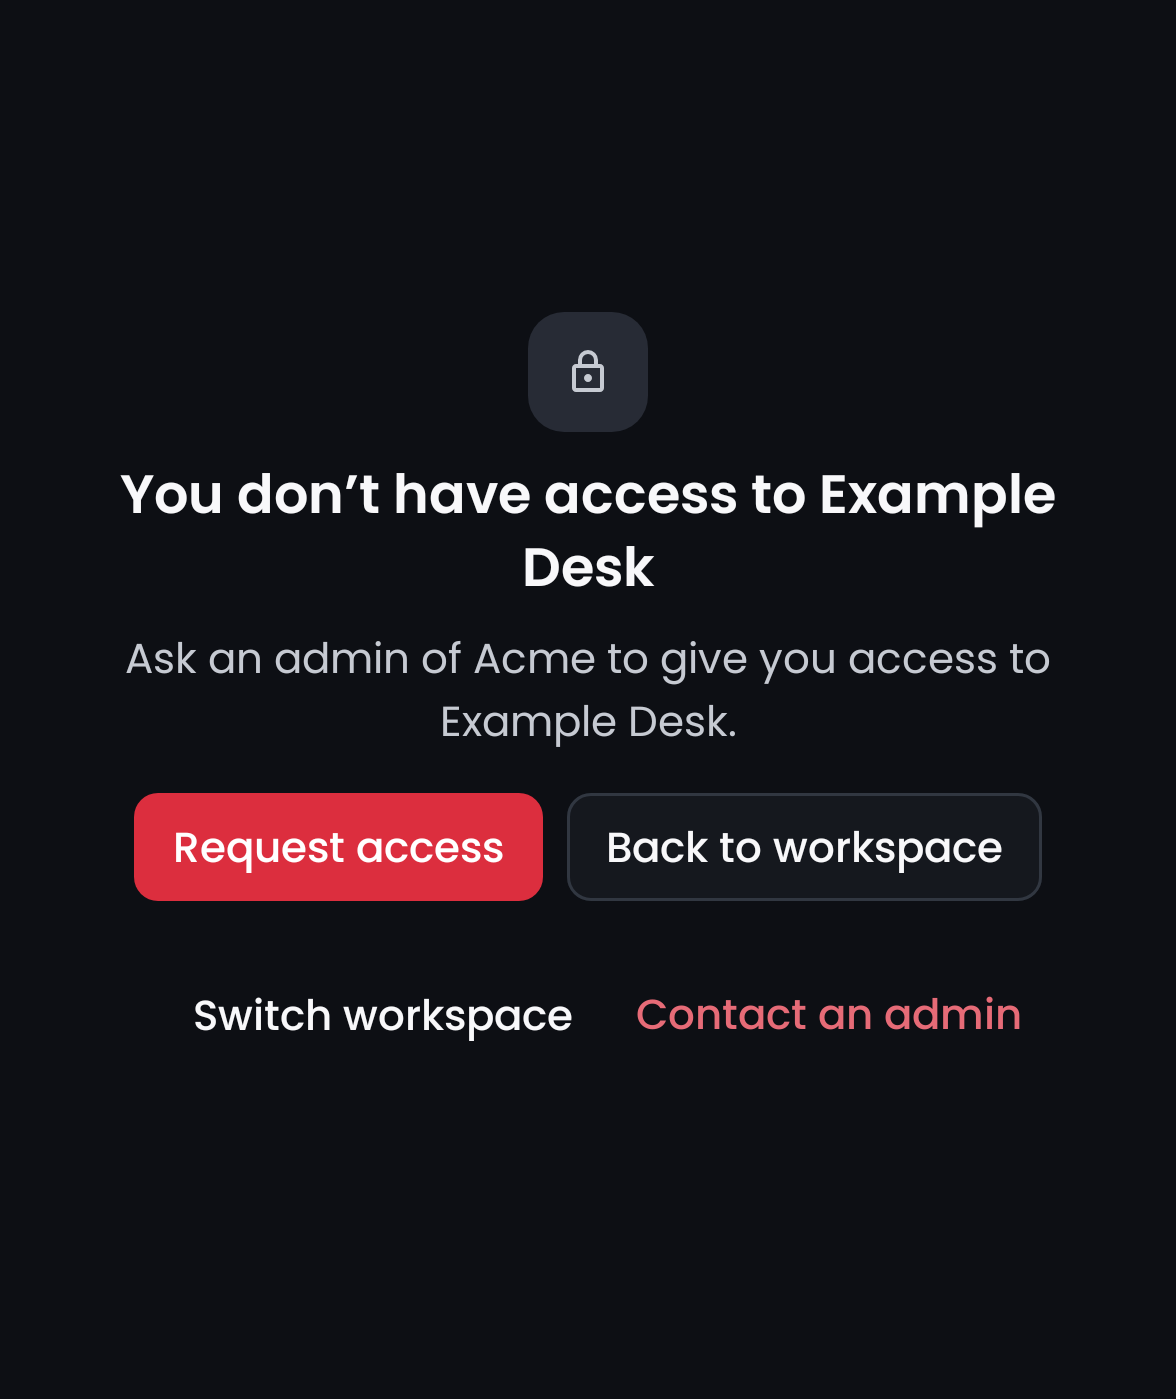 You don’t have access to Example
Desk
Ask an admin of Acme to give you access to
Example Desk.
Request access
Back to workspace
Switch workspace
Contact an admin